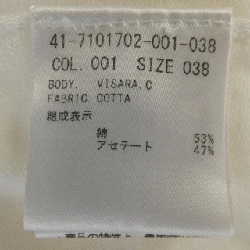 41-7101702-001-038
COL. 001 SIZE 038
BODY. VISARA.C
FABRIC COTTA
組成表示
綿 53%
アセテート 47%